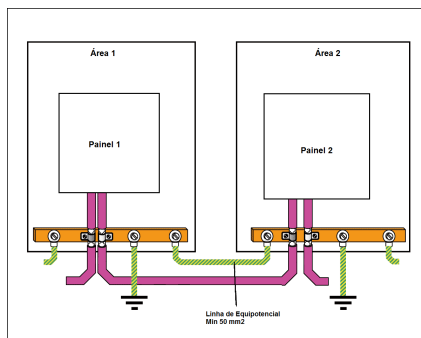 Área 1
Área 2
Painel 1
Painel 2
Linha de Equipotencial
Min 50 mm2